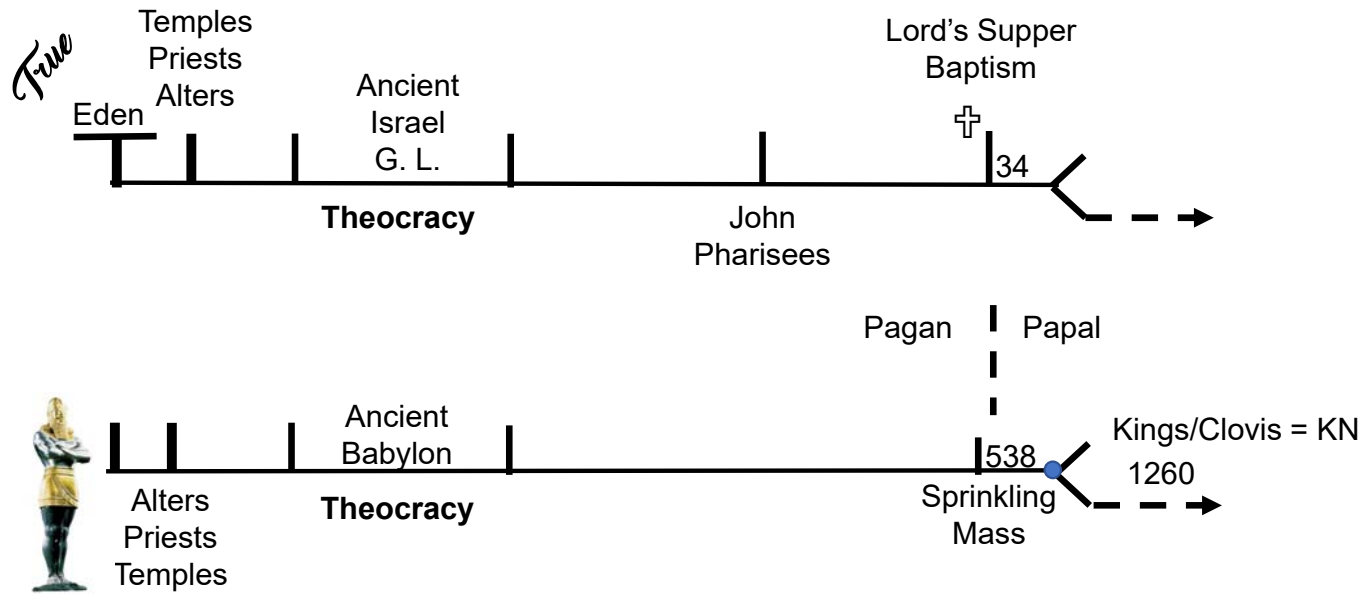 True
Eden
Temples
Priests
Alters
Ancient
Israel
G. L.
Theocracy
John
Pharisees
Lord's Supper
Baptism
34
Pagan
Papal
Alters
Priests
Temples
Ancient
Babylon
Theocracy
538
Sprinkling
Mass
Kings/Clovis = KN
1260